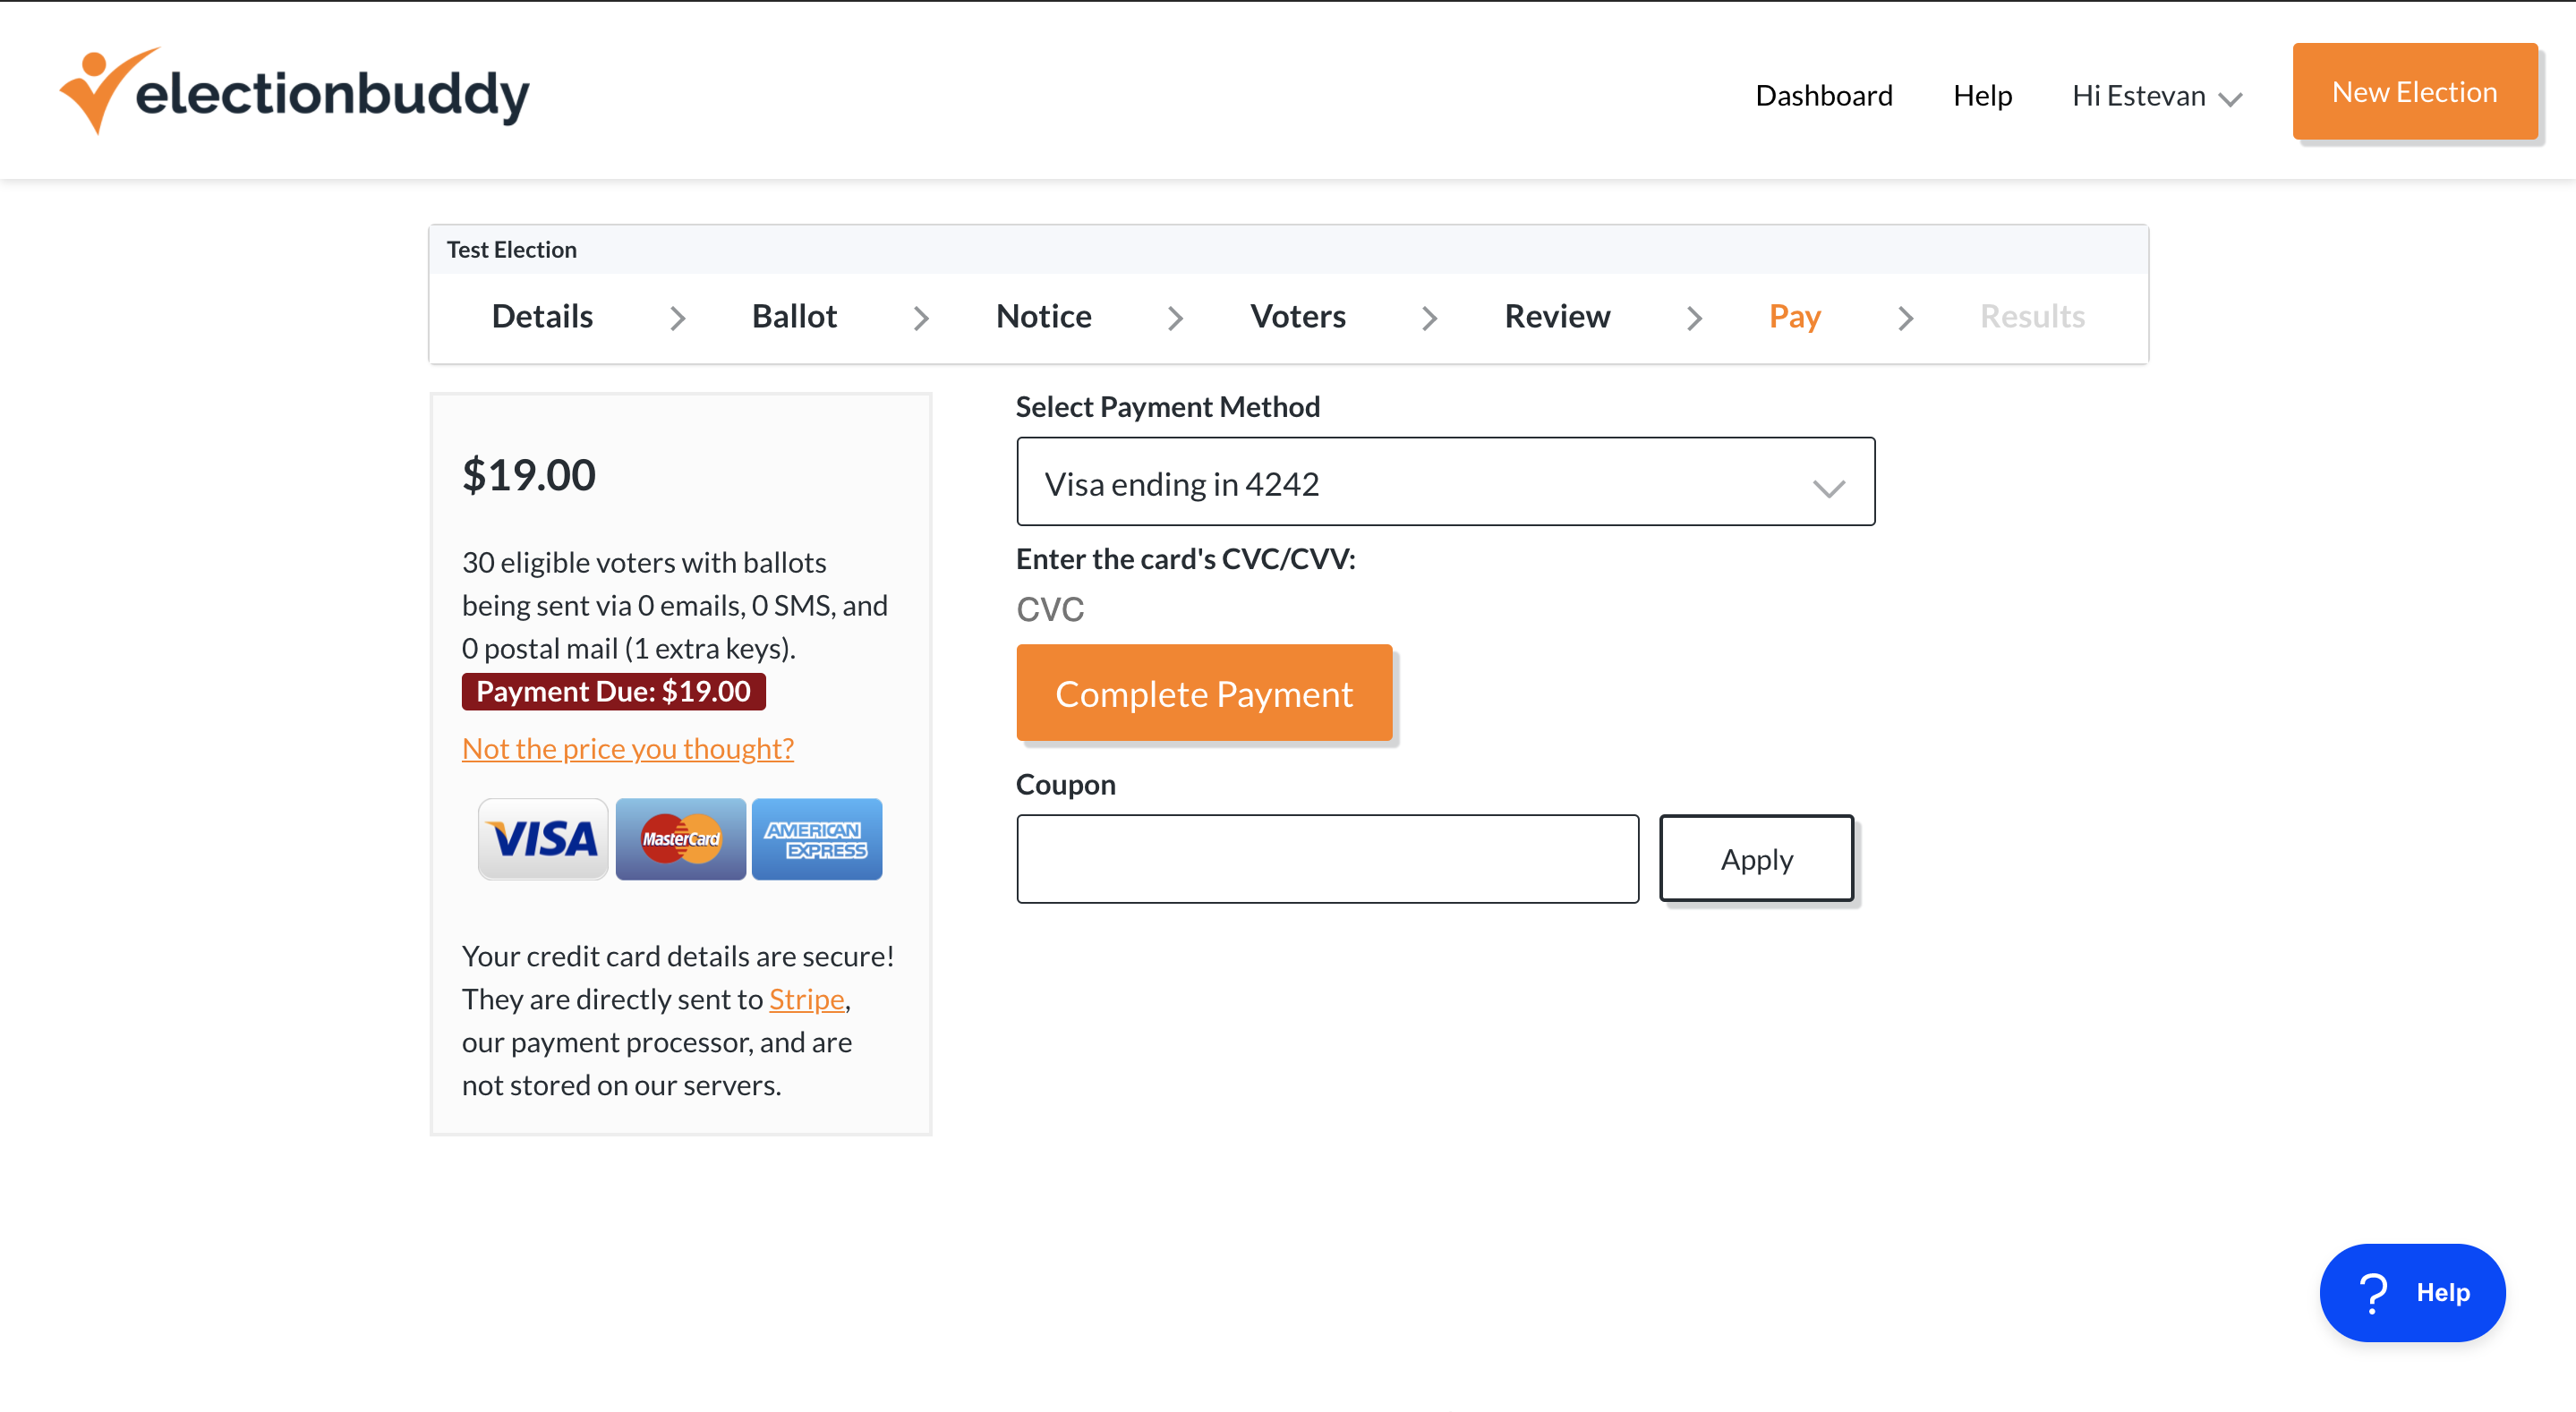 electionbuddy
Dashboard
Help
Hi Estevan
New Election
Test Election
Details
Ballot
Notice
Voters
Review
Pay
Results
$19.00
30 eligible voters with ballots
being sent via 0 emails, 0 SMS, and
0 postal mail (1 extra keys).
Payment Due: $19.00
Not the price you thought?
VISA
MasterCard
AMERICAN
EXPRESS
Your credit card details are secure!
They are directly sent to Stripe,
our payment processor, and are
not stored on our servers.
Select Payment Method
Visa ending in 4242
Enter the card's CVC/CVV:
CVC
Complete Payment
Coupon
Apply
? Help